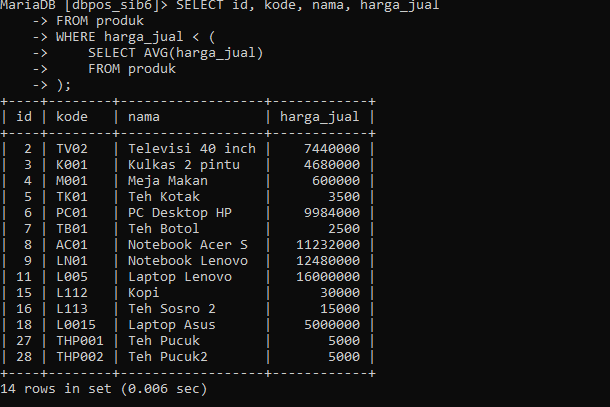 MariaDB [dbpos_sib6]> SELECT id, kode, nama, harga_jual
    -> FROM produk
    -> WHERE harga_jual < (
    ->     SELECT AVG(harga_jual)
    ->     FROM produk
    -> );
+----+--------+------------------+------------+
| id | kode   | nama             | harga_jual |
+----+--------+------------------+------------+
|  2 | TV02   | Televisi 40 inch |    7440000 |
|  3 | K001   | Kulkas 2 pintu   |    4680000 |
|  4 | M001   | Meja Makan       |     600000 |
|  5 | TK01   | Teh Kotak        |       3500 |
|  6 | PC01   | PC Desktop HP    |    9984000 |
|  7 | TB01   | Teh Botol        |       2500 |
|  8 | AC01   | Notebook Acer S  |   11232000 |
|  9 | LN01   | Notebook Lenovo  |   12480000 |
| 11 | L005   | Laptop Lenovo    |   16000000 |
| 15 | L112   | Kopi             |      30000 |
| 16 | L113   | Teh Sosro 2      |      15000 |
| 18 | L0015  | Laptop Asus      |    5000000 |
| 27 | THP001 | Teh Pucuk        |       5000 |
| 28 | THP002 | Teh Pucuk2       |       5000 |
+----+--------+------------------+------------+
14 rows in set (0.006 sec)